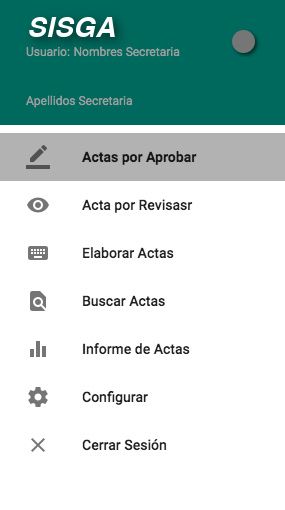 SISGA
Usuario: Nombres Secretaria
Apellidos Secretaria
Actas por Aprobar
Acta por Revisasr
Elaborar Actas
Buscar Actas
Informe de Actas
Configurar
Cerrar Sesión